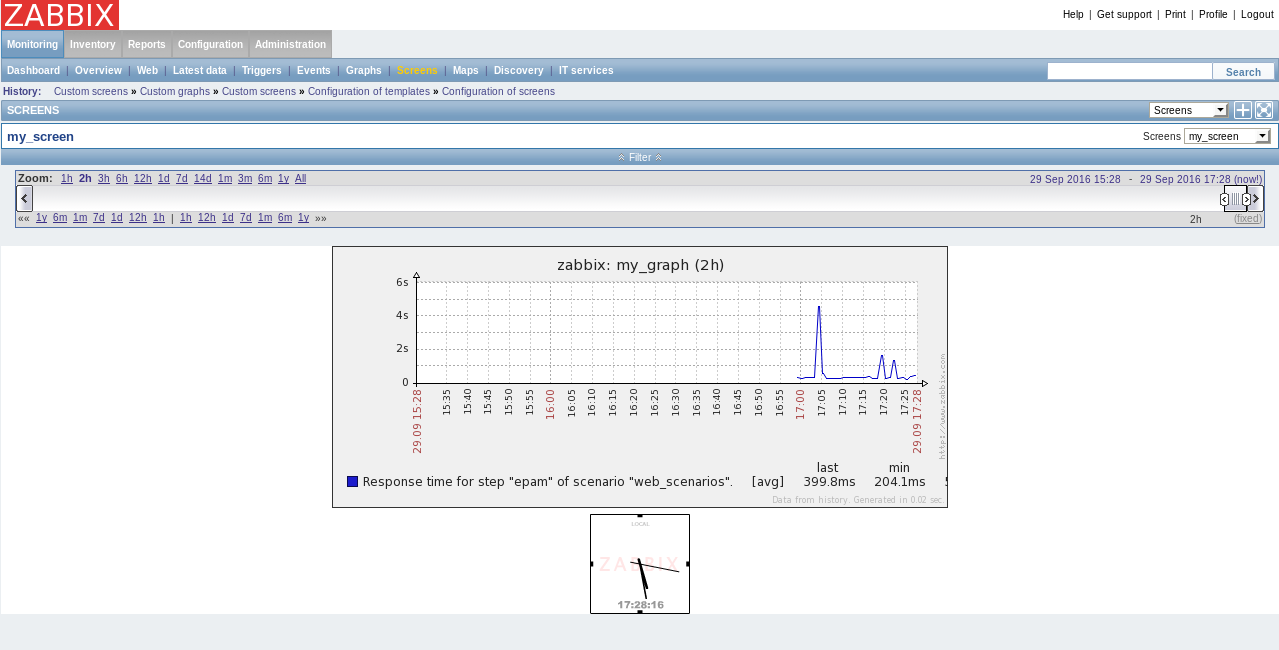 ZABBIX
Help | Get support | Print | Profile | Logout
Monitoring Inventory Reports Configuration Administration
Dashboard | Overview | Web | Latest data | Triggers | Events | Graphs | Screens | Maps | Discovery | IT services Search
History: Custom screens » Custom graphs » Custom screens » Configuration of templates » Configuration of screens
SCREENS Screens
my_screen Screens my_screen
Filter
Zoom: 1h 2h 3h 6h 12h 1d 7d 14d 1m 3m 6m 1y All 29 Sep 2016 15:28 - 29 Sep 2016 17:28 (now!)
«« 1y 6m 1m 7d 1d 12h 1h | 1h 12h 1d 7d 1m 6m 1y »» 2h (fixed)
zabbix: my_graph (2h)
6s
4s
2s
0
29.09 15:28 15:35 15:40 15:45 15:50 15:55 16:00 16:05 16:10 16:15 16:20 16:25 16:30 16:35 16:40 16:45 16:50 16:55 17:00 17:05 17:10 17:15 17:20 17:25 29.09 17:28
http://www.zabbix.com
last min
Response time for step "epam" of scenario "web_scenarios". [avg] 399.8ms 204.1ms
Data from history. Generated in 0.02 sec.
LOCAL
ZABBIX
17:28:16